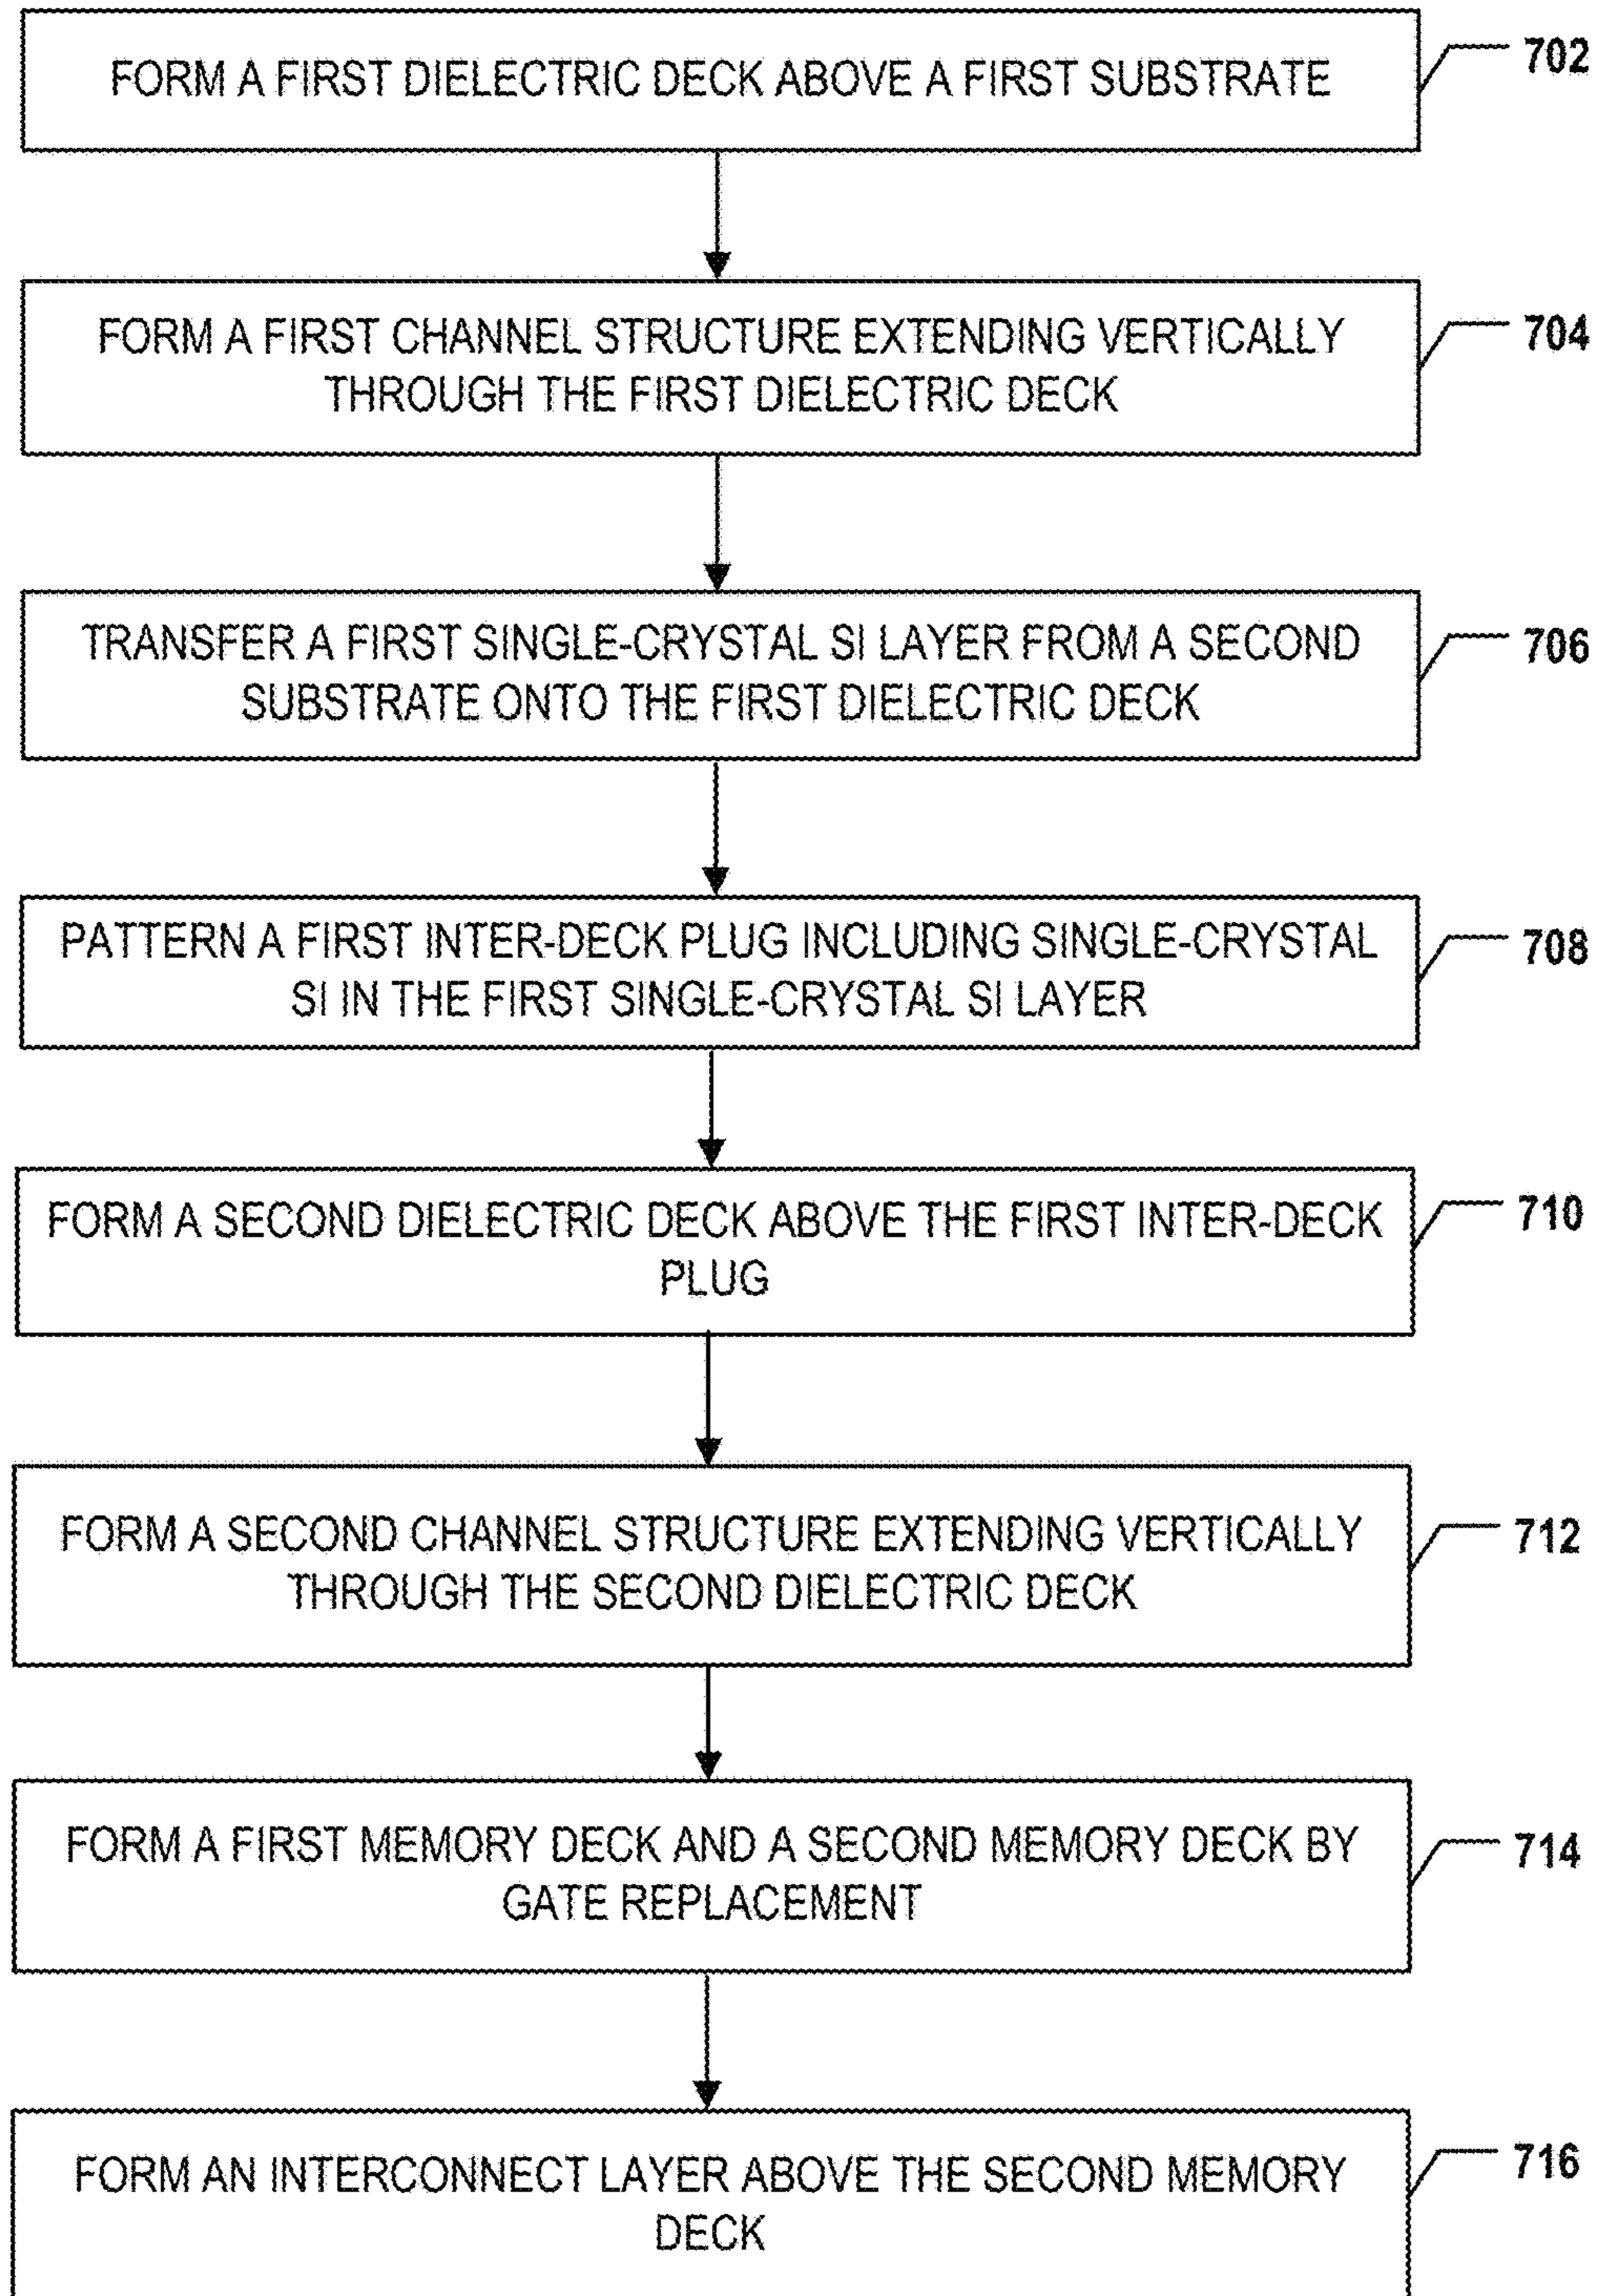 FORM A FIRST DIELECTRIC DECK ABOVE A FIRST SUBSTRATE
702
FORM A FIRST CHANNEL STRUCTURE EXTENDING VERTICALLY
THROUGH THE FIRST DIELECTRIC DECK
704
TRANSFER A FIRST SINGLE-CRYSTAL SI LAYER FROM A SECOND
SUBSTRATE ONTO THE FIRST DIELECTRIC DECK
706
PATTERN A FIRST INTER-DECK PLUG INCLUDING SINGLE-CRYSTAL
SI IN THE FIRST SINGLE-CRYSTAL SI LAYER
708
FORM A SECOND DIELECTRIC DECK ABOVE THE FIRST INTER-DECK
PLUG
710
FORM A SECOND CHANNEL STRUCTURE EXTENDING VERTICALLY
THROUGH THE SECOND DIELECTRIC DECK
712
FORM A FIRST MEMORY DECK AND A SECOND MEMORY DECK BY
GATE REPLACEMENT
714
FORM AN INTERCONNECT LAYER ABOVE THE SECOND MEMORY
DECK
716